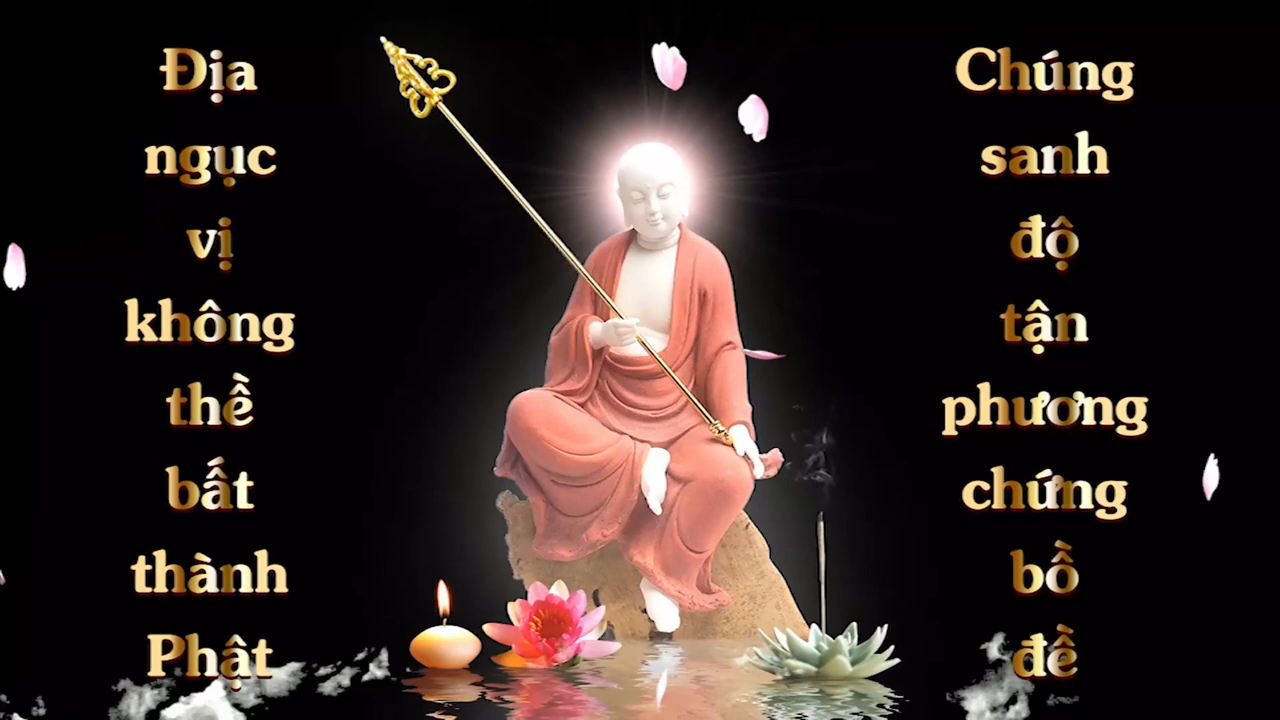 Địa
ngục
vị
không
thề
bất
thành
Phật
Chúng
sanh
độ
tận
phương
chứng
bồ
đề